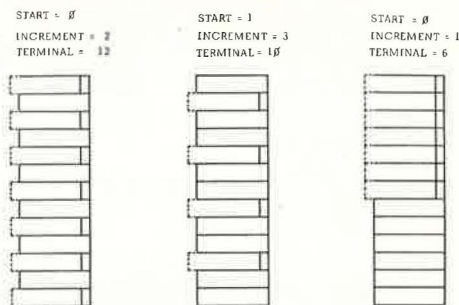 START = Ø
INCREMENT = 2
TERMINAL = 12
START = 1
INCREMENT = 3
TERMINAL = 1Ø
START = Ø
INCREMENT = 1
TERMINAL = 6